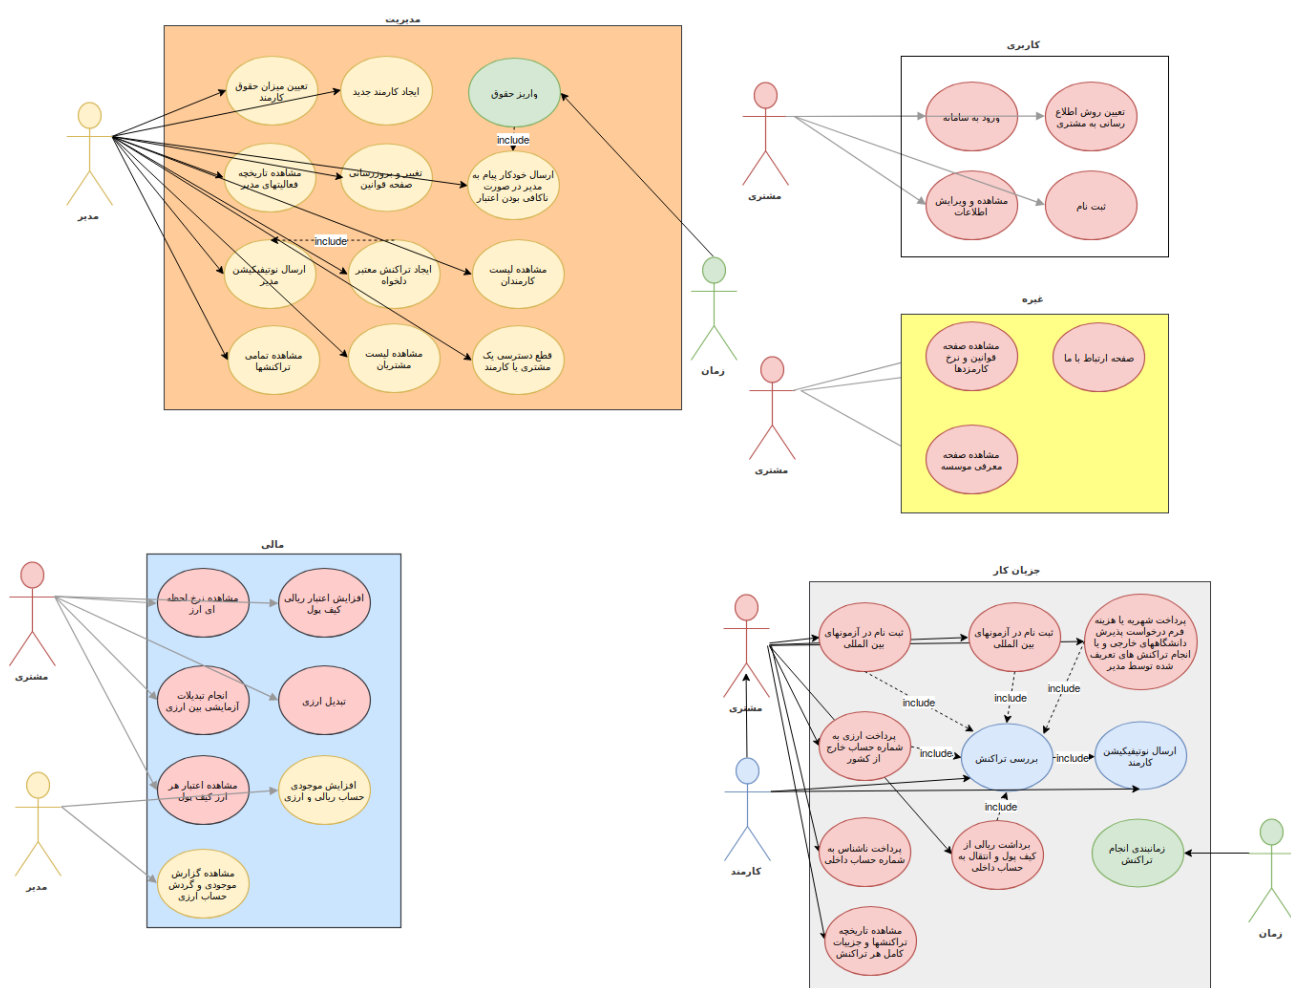 مدیریت
تعیین میزان حقوق
کارمند
ایجاد کارمند جدید
واریز حقوق
include
مشاهده تاریخچه
فعالیتهای مدیر
تغییر و بروزرسانی
صفحه قوانین
ارسال خودکار پیام به
مدیر در صورت
ناکافی بودن اعتبار
include
ارسال نوتیفیکیشن
مدیر
ایجاد تراکنش معتبر
دلخواه
مشاهده لیست
کارمندان
مشاهده تمامی
تراکنشها
مشاهده لیست
مشتریان
قطع دسترسی یک
مشتری یا کارمند
مدیر
زمان
کاربری
ورود به سامانه
تعیین روش اطلاع
رسانی به مشتری
مشاهده و ویرایش
اطلاعات
ثبت نام
مشتری
غیره
مشاهده صفحه
قوانین و نرخ
کارمزدها
صفحه ارتباط با ما
مشاهده صفحه
معرفی موسسه
مشتری
مالی
مشاهده نرخ لحظه
ای ارز
افزایش اعتبار ریالی
کیف پول
انجام تبدیلات
آزمایشی بین ارزی
تبدیل ارزی
مشاهده اعتبار هر
ارز کیف پول
افزایش موجودی
حساب ریالی و ارزی
مشاهده گزارش
موجودی و گردش
حساب ارزی
مشتری
مدیر
جریان کار
ثبت نام در آزمونهای
بین المللی
ثبت نام در آزمونهای
بین المللی
پرداخت شهریه یا هزینه
فرم درخواست پذیرش
دانشگاههای خارجی و یا
انجام تراکنش های تعریف
شده توسط مدیر
include
include
include
پرداخت ارزی به
شماره حساب خارج
از کشور
include
بررسی تراکنش
include
ارسال نوتیفیکیشن
کارمند
include
پرداخت ناشناس به
شماره حساب داخلی
برداشت ریالی از
کیف پول و انتقال به
حساب داخلی
زمانبندی انجام
تراکنش
مشاهده تاریخچه
تراکنشها و جزییات
کامل هر تراکنش
مشتری
کارمند
زمان